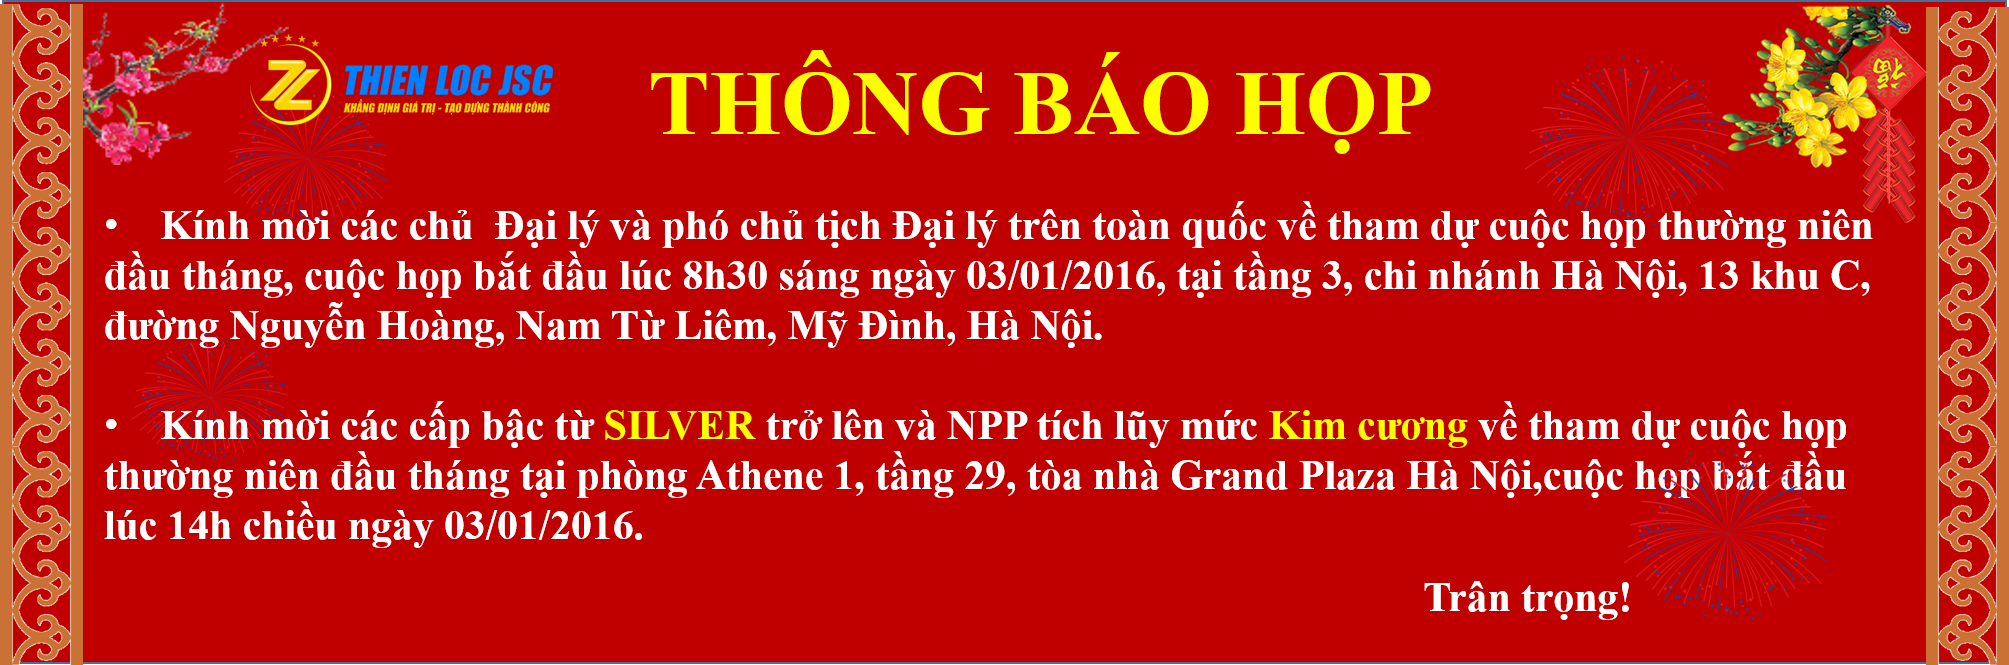 THIEN LOC JSC
KHẲNG ĐỊNH GIÁ TRỊ - TẠO DỰNG THÀNH CÔNG
THÔNG BÁO HỌP
• Kính mời các chủ Đại lý và phó chủ tịch Đại lý trên toàn quốc về tham dự cuộc họp thường niên
đầu tháng, cuộc họp bắt đầu lúc 8h30 sáng ngày 03/01/2016, tại tầng 3, chi nhánh Hà Nội, 13 khu C,
đường Nguyễn Hoàng, Nam Từ Liêm, Mỹ Đình, Hà Nội.
• Kính mời các cấp bậc từ SILVER trở lên và NPP tích lũy mức Kim cương về tham dự cuộc họp
thường niên đầu tháng tại phòng Athene 1, tầng 29, tòa nhà Grand Plaza Hà Nội,cuộc họp bắt đầu
lúc 14h chiều ngày 03/01/2016.
Trân trọng!